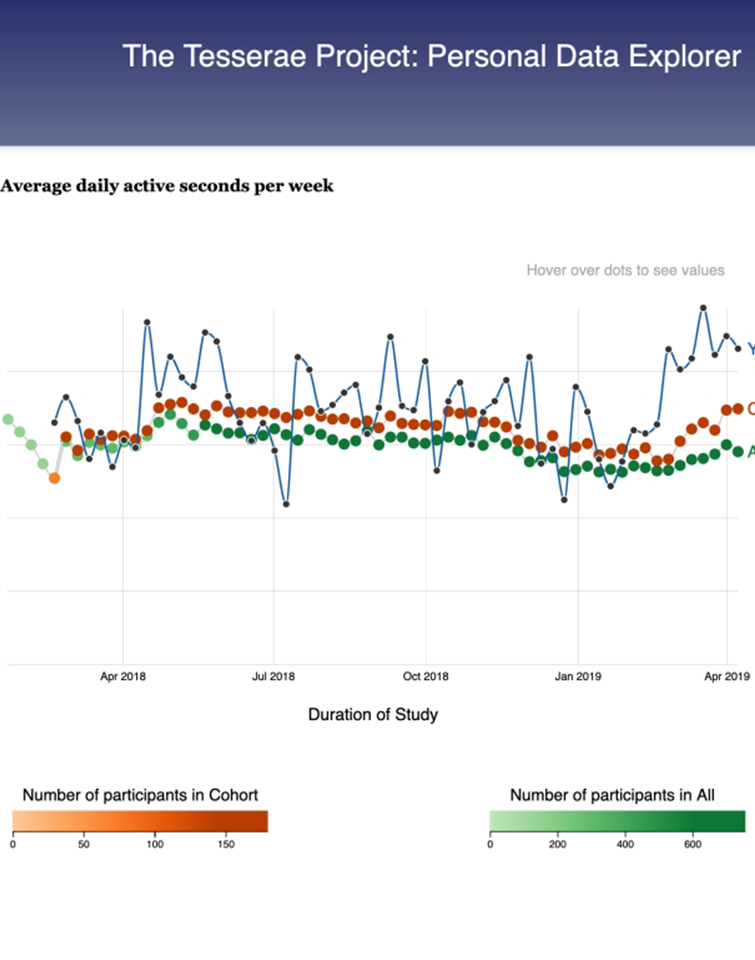 The Tesserae Project: Personal Data Explorer
Average daily active seconds per week
Hover over dots to see values
Y
C
A
Apr 2018 Jul 2018 Oct 2018 Jan 2019 Apr 2019
Duration of Study
Number of participants in Cohort
0 50 100 150
Number of participants in All
0 200 400 600